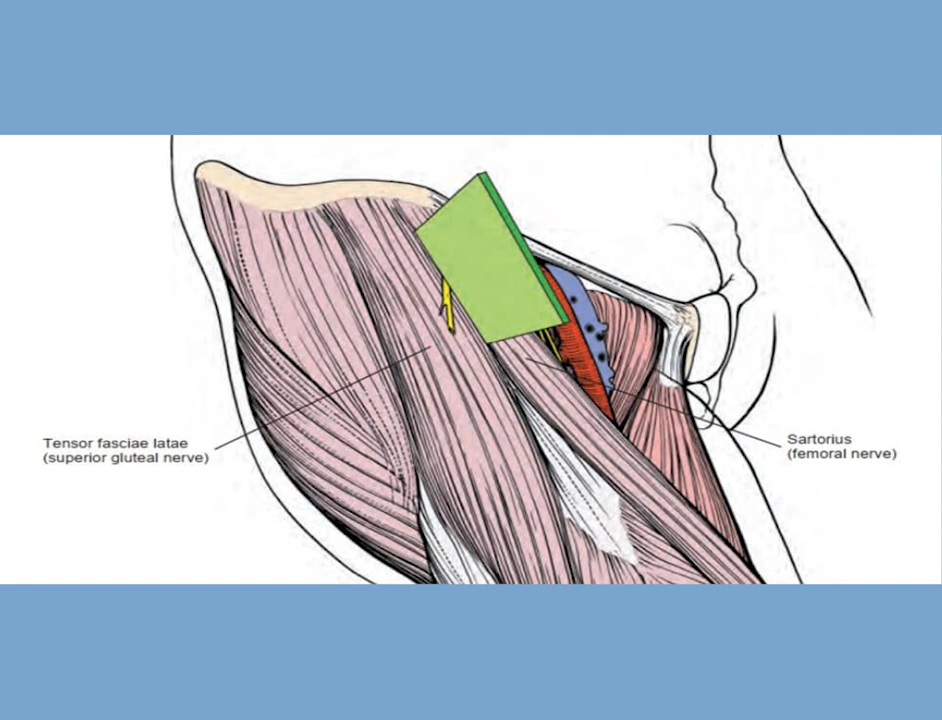 Tensor fasciae latae
(superior gluteal nerve)
Sartorius
(femoral nerve)